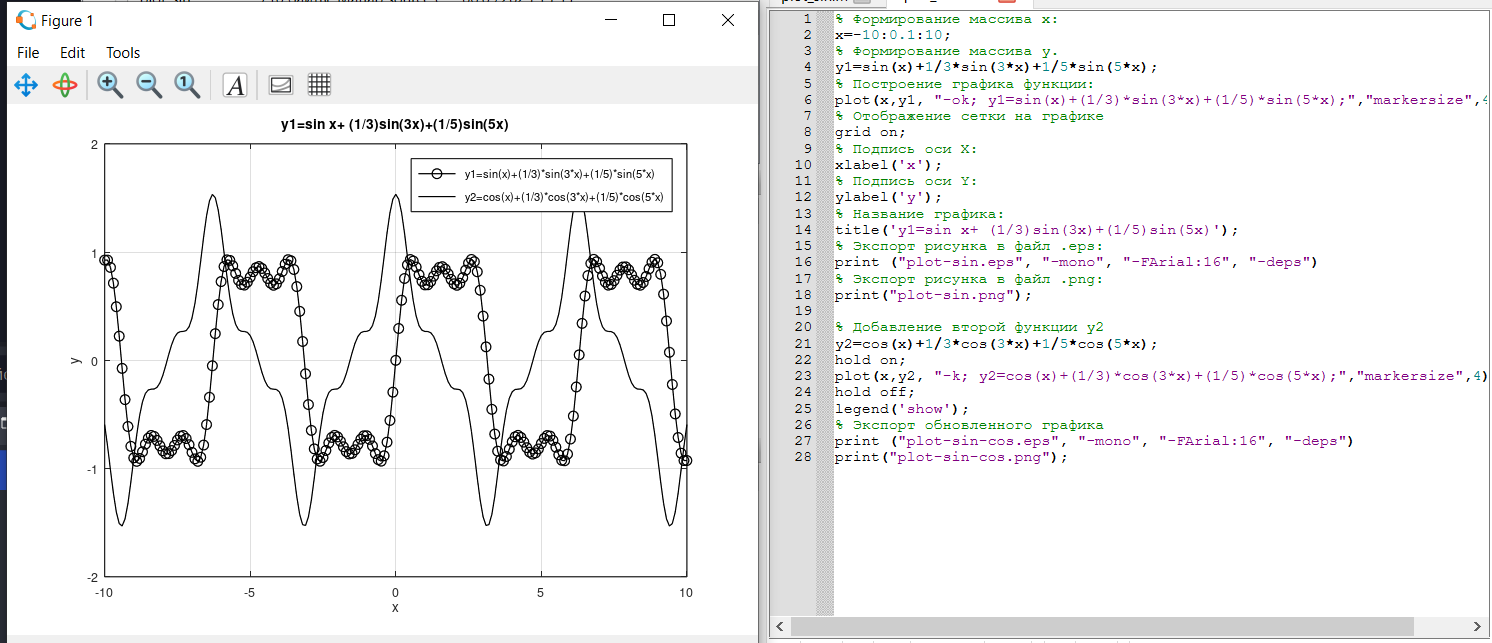 Figure 1
File Edit Tools
y1=sin x+ (1/3)sin(3x)+(1/5)sin(5x)
y1=sin(x)+(1/3)*sin(3*x)+(1/5)*sin(5*x)
y2=cos(x)+(1/3)*cos(3*x)+(1/5)*cos(5*x)
2
1
0
-1
-2
y
-10 -5 0 5 10
x
1 % Формирование массива x:
2 x=-10:0.1:10;
3 % Формирование массива y.
4 y1=sin(x)+1/3*sin(3*x)+1/5*sin(5*x);
5 % Построение графика функции:
6 plot(x,y1, "-ok; y1=sin(x)+(1/3)*sin(3*x)+(1/5)*sin(5*x);","markersize",4
7 % Отображение сетки на графике
8 grid on;
9 % Подпись оси X:
10 xlabel('x');
11 % Подпись оси Y:
12 ylabel('y');
13 % Название графика:
14 title('y1=sin x+ (1/3)sin(3x)+(1/5)sin(5x)');
15 % Экспорт рисунка в файл .eps:
16 print ("plot-sin.eps", "-mono", "-FArial:16", "-deps")
17 % Экспорт рисунка в файл .png:
18 print("plot-sin.png");
19
20 % Добавление второй функции y2
21 y2=cos(x)+1/3*cos(3*x)+1/5*cos(5*x);
22 hold on;
23 plot(x,y2, "-k; y2=cos(x)+(1/3)*cos(3*x)+(1/5)*cos(5*x);","markersize",4)
24 hold off;
25 legend('show');
26 % Экспорт обновленного графика
27 print ("plot-sin-cos.eps", "-mono", "-FArial:16", "-deps")
28 print("plot-sin-cos.png");